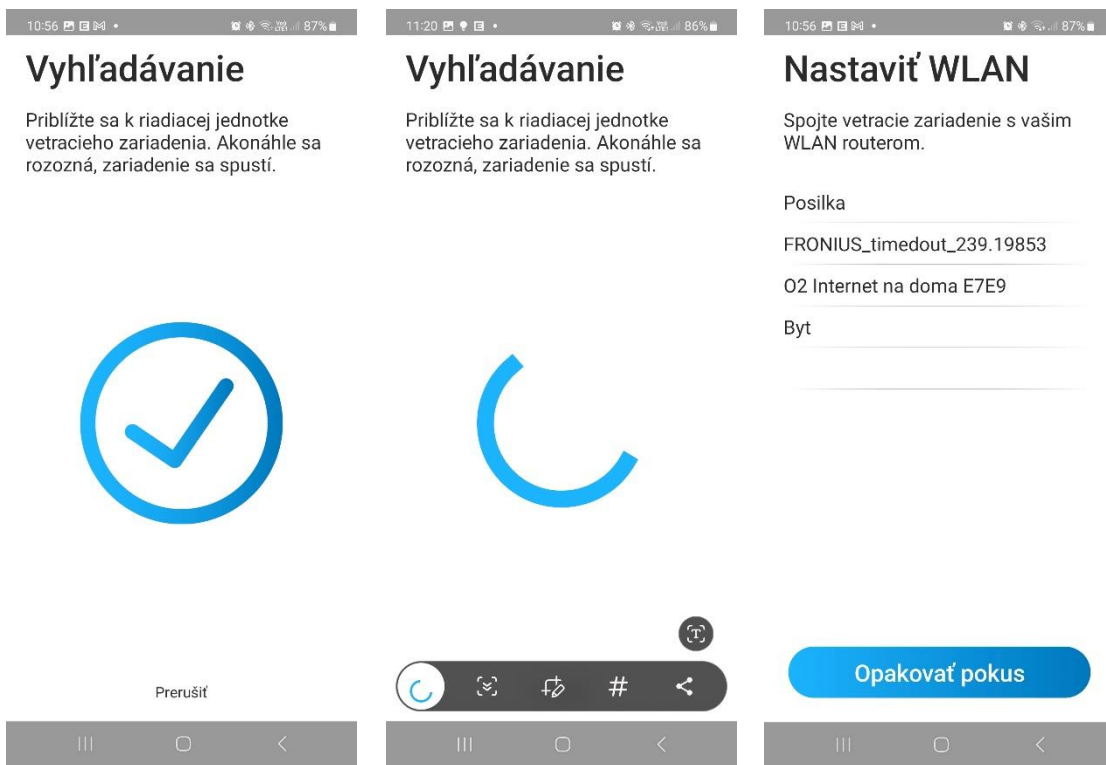 10:56 87%
Vyhľadávanie
Priblížte sa k riadiacej jednotke
vetracieho zariadenia. Akonáhle sa
rozozná, zariadenie sa spustí.
Prerušiť
11:20 86%
Vyhľadávanie
Priblížte sa k riadiacej jednotke
vetracieho zariadenia. Akonáhle sa
rozozná, zariadenie sa spustí.
T
#
10:56 87%
Nastaviť WLAN
Spojte vetracie zariadenie s vašim
WLAN routerom.
Posilka
FRONIUS_timedout_239.19853
O2 Internet na doma E7E9
Byt
Opakovať pokus